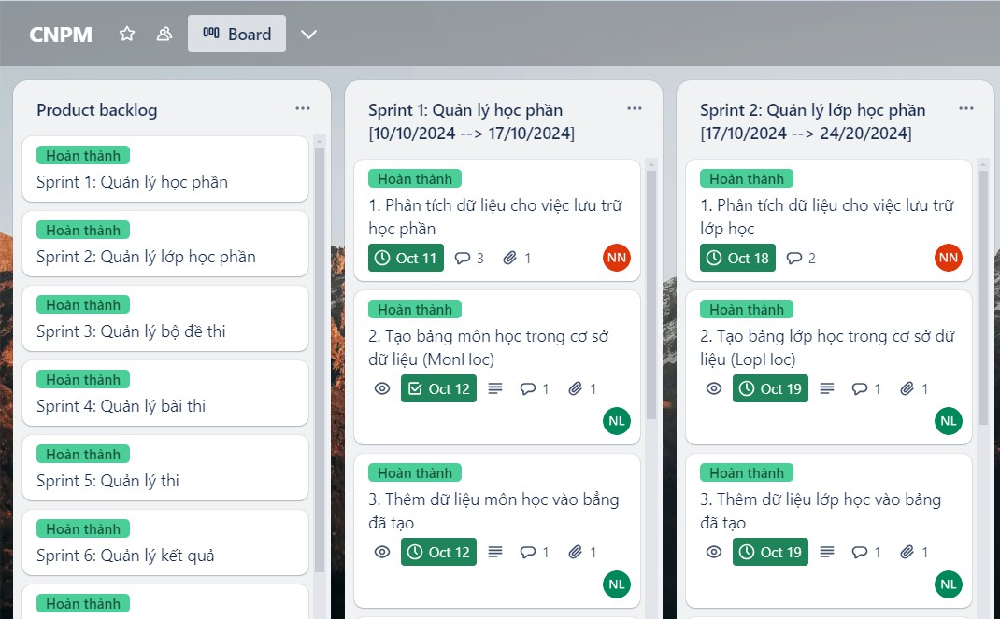 CNPM
Board
Product backlog
Hoàn thành
Sprint 1: Quản lý học phần
Hoàn thành
Sprint 2: Quản lý lớp học phần
Hoàn thành
Sprint 3: Quản lý bộ đề thi
Hoàn thành
Sprint 4: Quản lý bài thi
Hoàn thành
Sprint 5: Quản lý thi
Hoàn thành
Sprint 6: Quản lý kết quả
Hoàn thành
Sprint 1: Quản lý học phần
[10/10/2024 --> 17/10/2024]
Hoàn thành
1. Phân tích dữ liệu cho việc lưu trữ
học phần
Oct 11 3 1
NN
Hoàn thành
2. Tạo bảng môn học trong cơ sở
dữ liệu (MonHoc)
Oct 12 1 1
NL
Hoàn thành
3. Thêm dữ liệu môn học vào bẳng
đã tạo
Oct 12 1 1
NL
Sprint 2: Quản lý lớp học phần
[17/10/2024 --> 24/20/2024]
Hoàn thành
1. Phân tích dữ liệu cho việc lưu trữ
lớp học
Oct 18 2
NN
Hoàn thành
2. Tạo bảng lớp học trong cơ sở dữ
liệu (LopHoc)
Oct 19 1 1
NL
Hoàn thành
3. Thêm dữ liệu lớp học vào bảng
đã tạo
Oct 19 1 1
NL